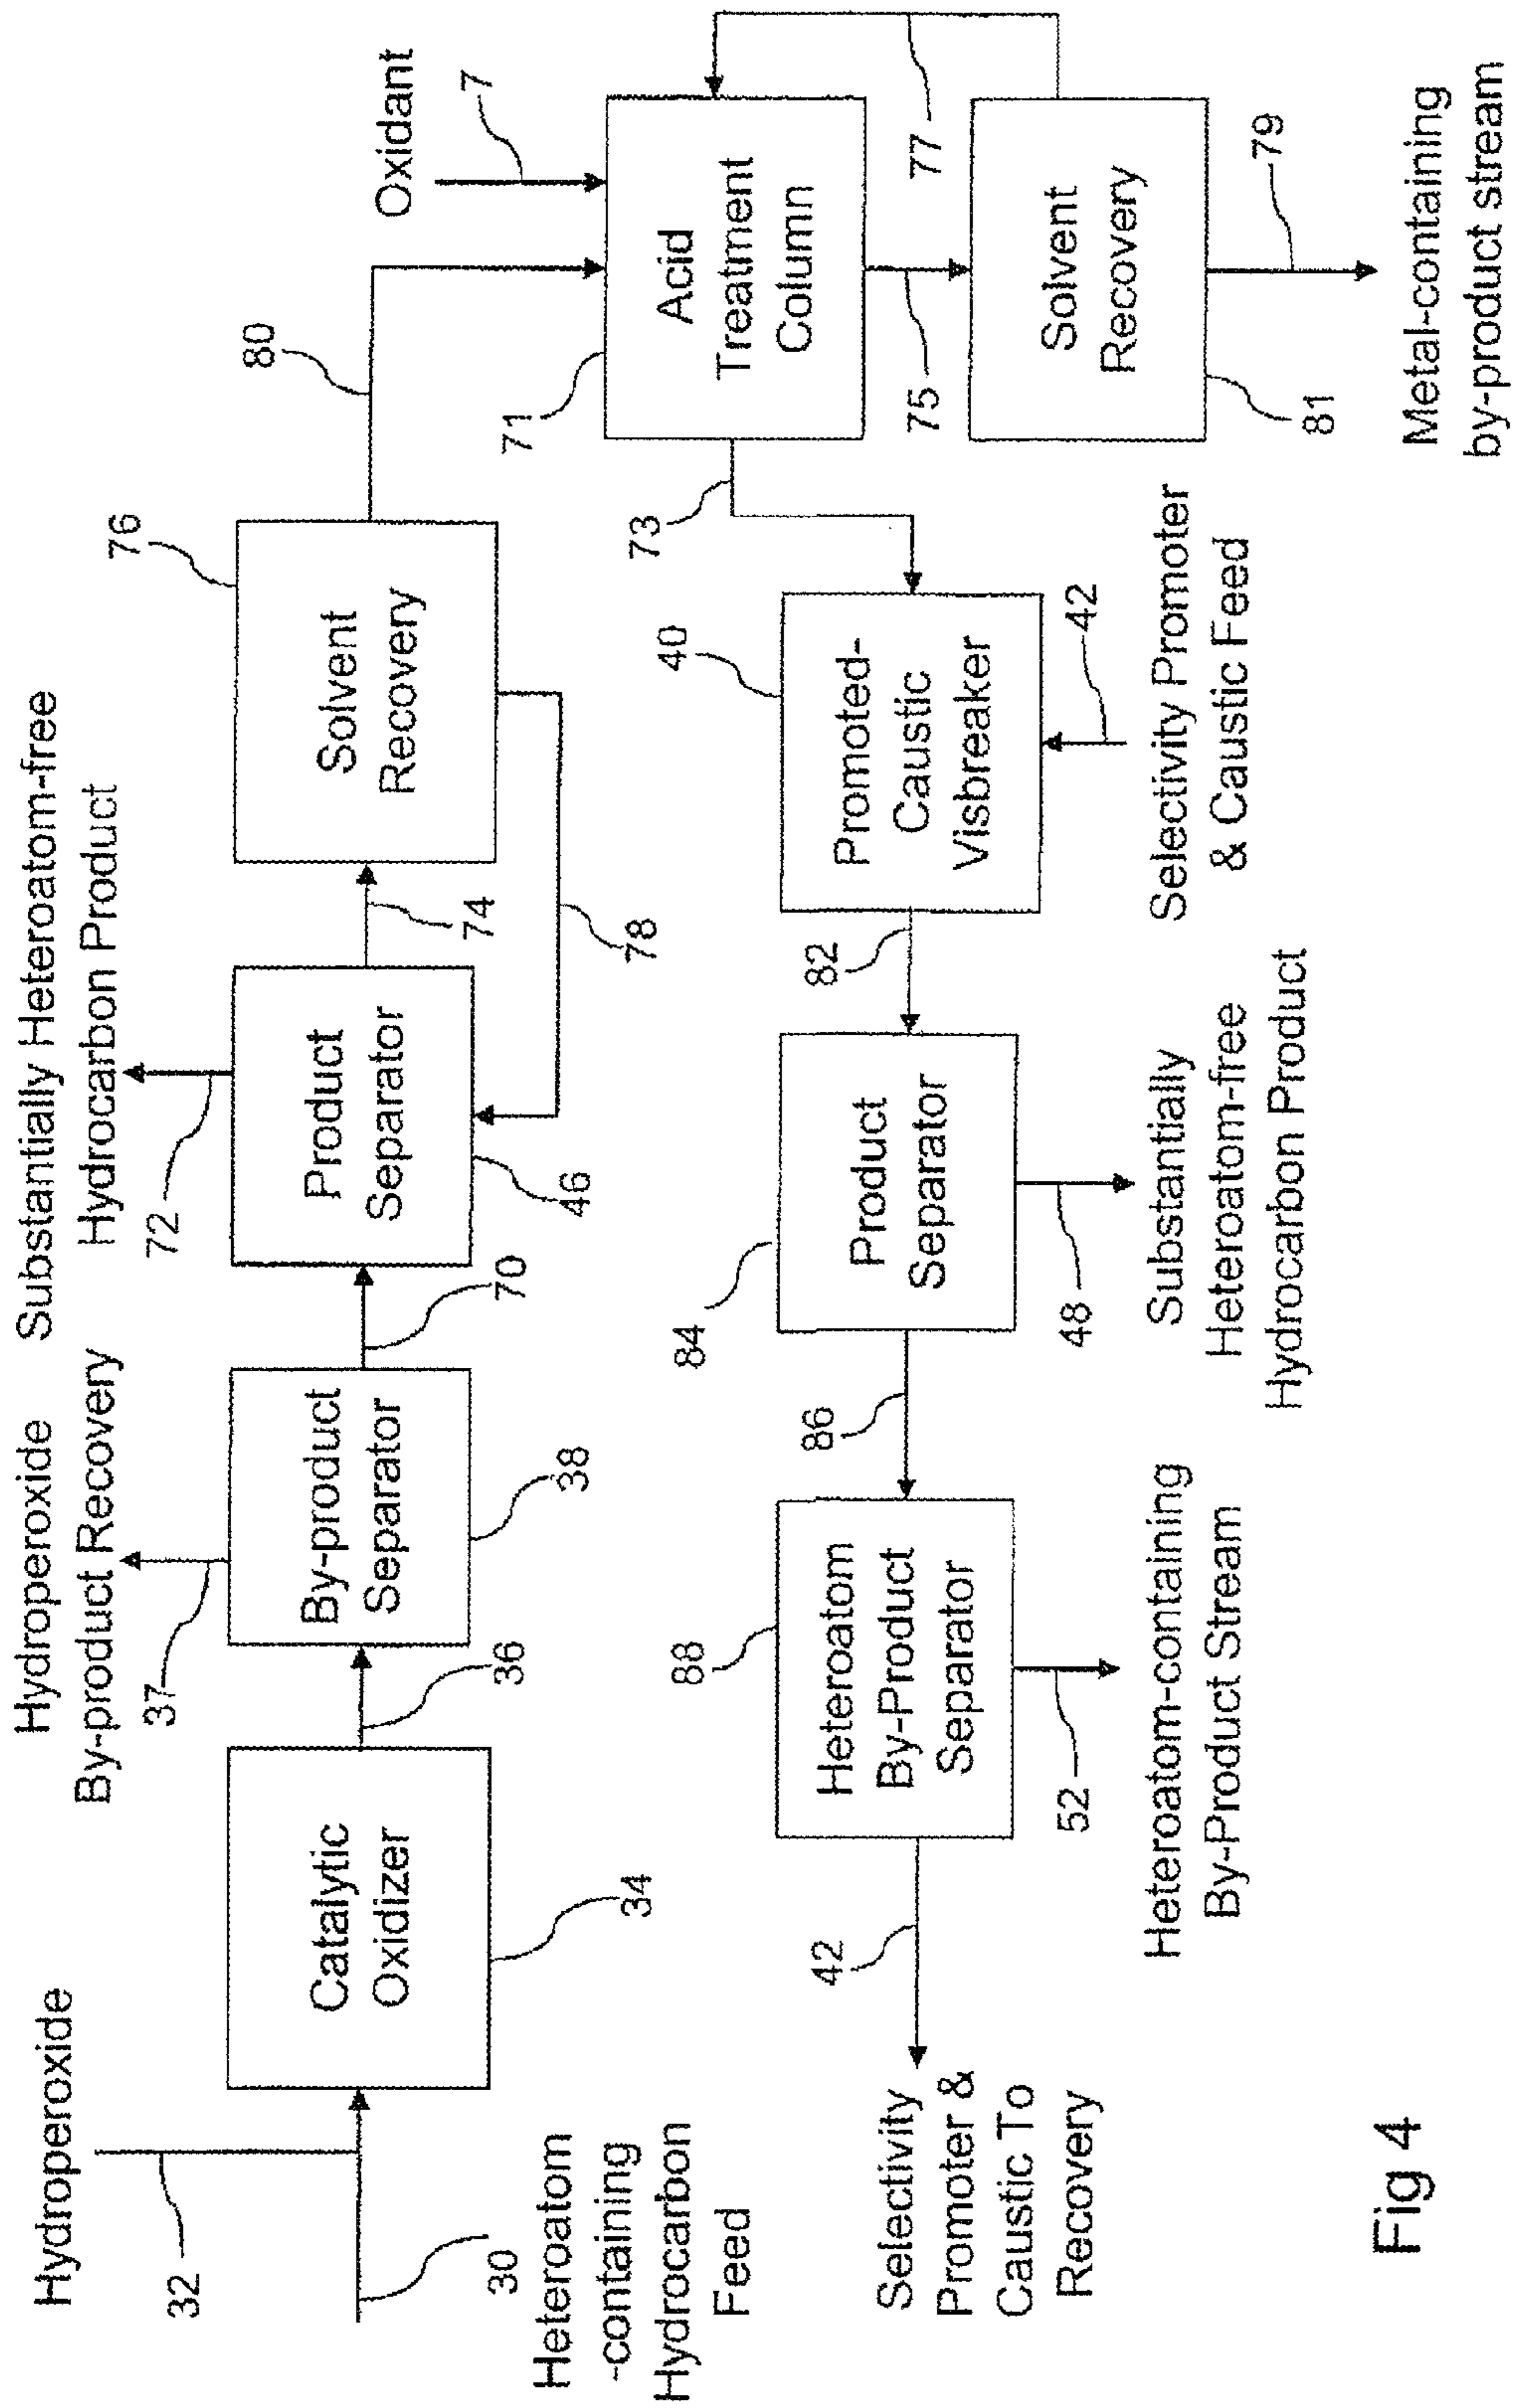 Hydroperoxide
32
30
Heteroatom
-containing
Hydrocarbon
Feed
Catalytic
Oxidizer
34
36
Hydroperoxide
By-product Recovery
37
By-product
Separator
38
70
Substantially Heteroatom-free
Hydrocarbon Product
72
Product
Separator
46
74
78
Solvent
Recovery
76
80
Oxidant
7
Acid
Treatment
Column
71
77
75
Solvent
Recovery
81
79
Metal-containing
by-product stream
73
Promoted-
Caustic
Visbreaker
40
42
Selectivity Promoter
& Caustic Feed
82
Product
Separator
84
48
Substantially
Heteroatom-free
Hydrocarbon Product
86
Heteroatom
By-Product
Separator
88
52
Heteroatom-containing
By-Product Stream
42
Selectivity
Promoter &
Caustic To
Recovery
Fig 4